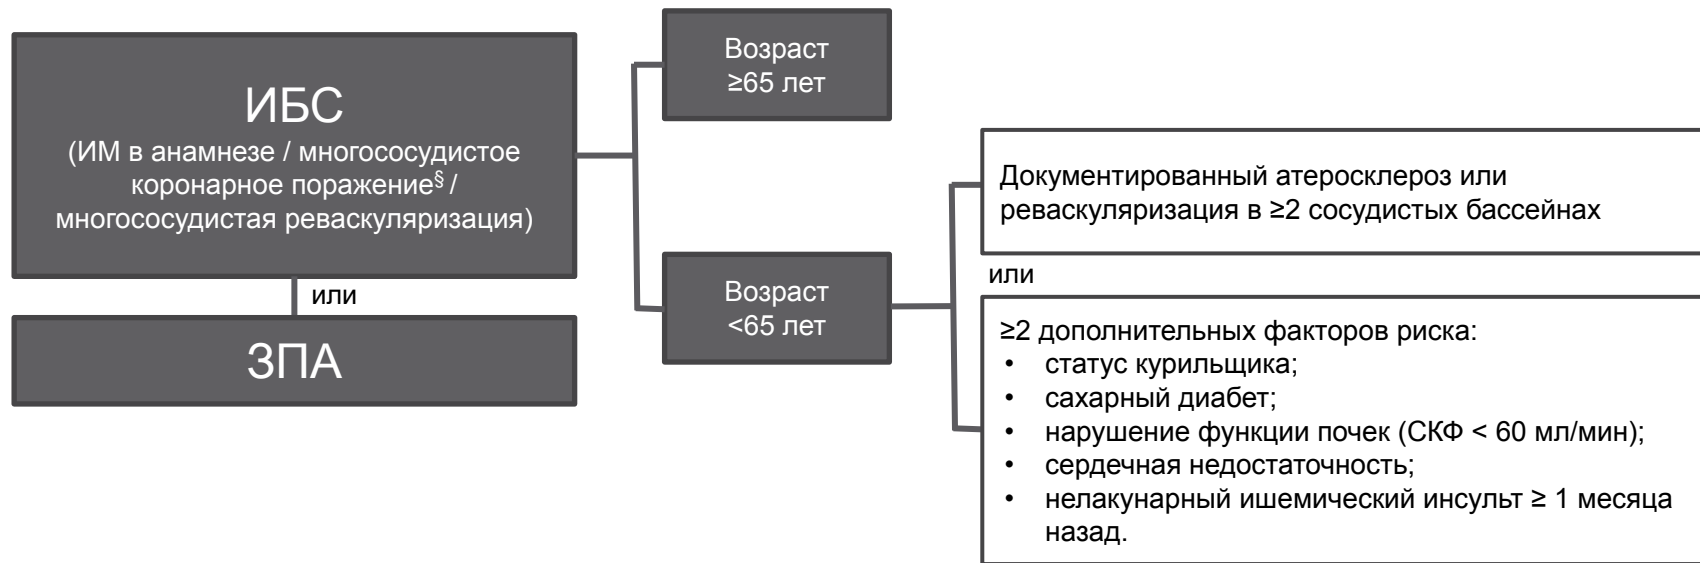 ИБС
(ИМ в анамнезе / многососудистое
коронарное поражение§ /
многососудистая реваскуляризация)
или
ЗПА
Возраст
≥65 лет
Возраст
<65 лет
Документированный атеросклероз или
реваскуляризация в ≥2 сосудистых бассейнах
или
≥2 дополнительных факторов риска:
• статус курильщика;
• сахарный диабет;
• нарушение функции почек (СКФ < 60 мл/мин);
• сердечная недостаточность;
• нелакунарный ишемический инсульт ≥ 1 месяца
назад.